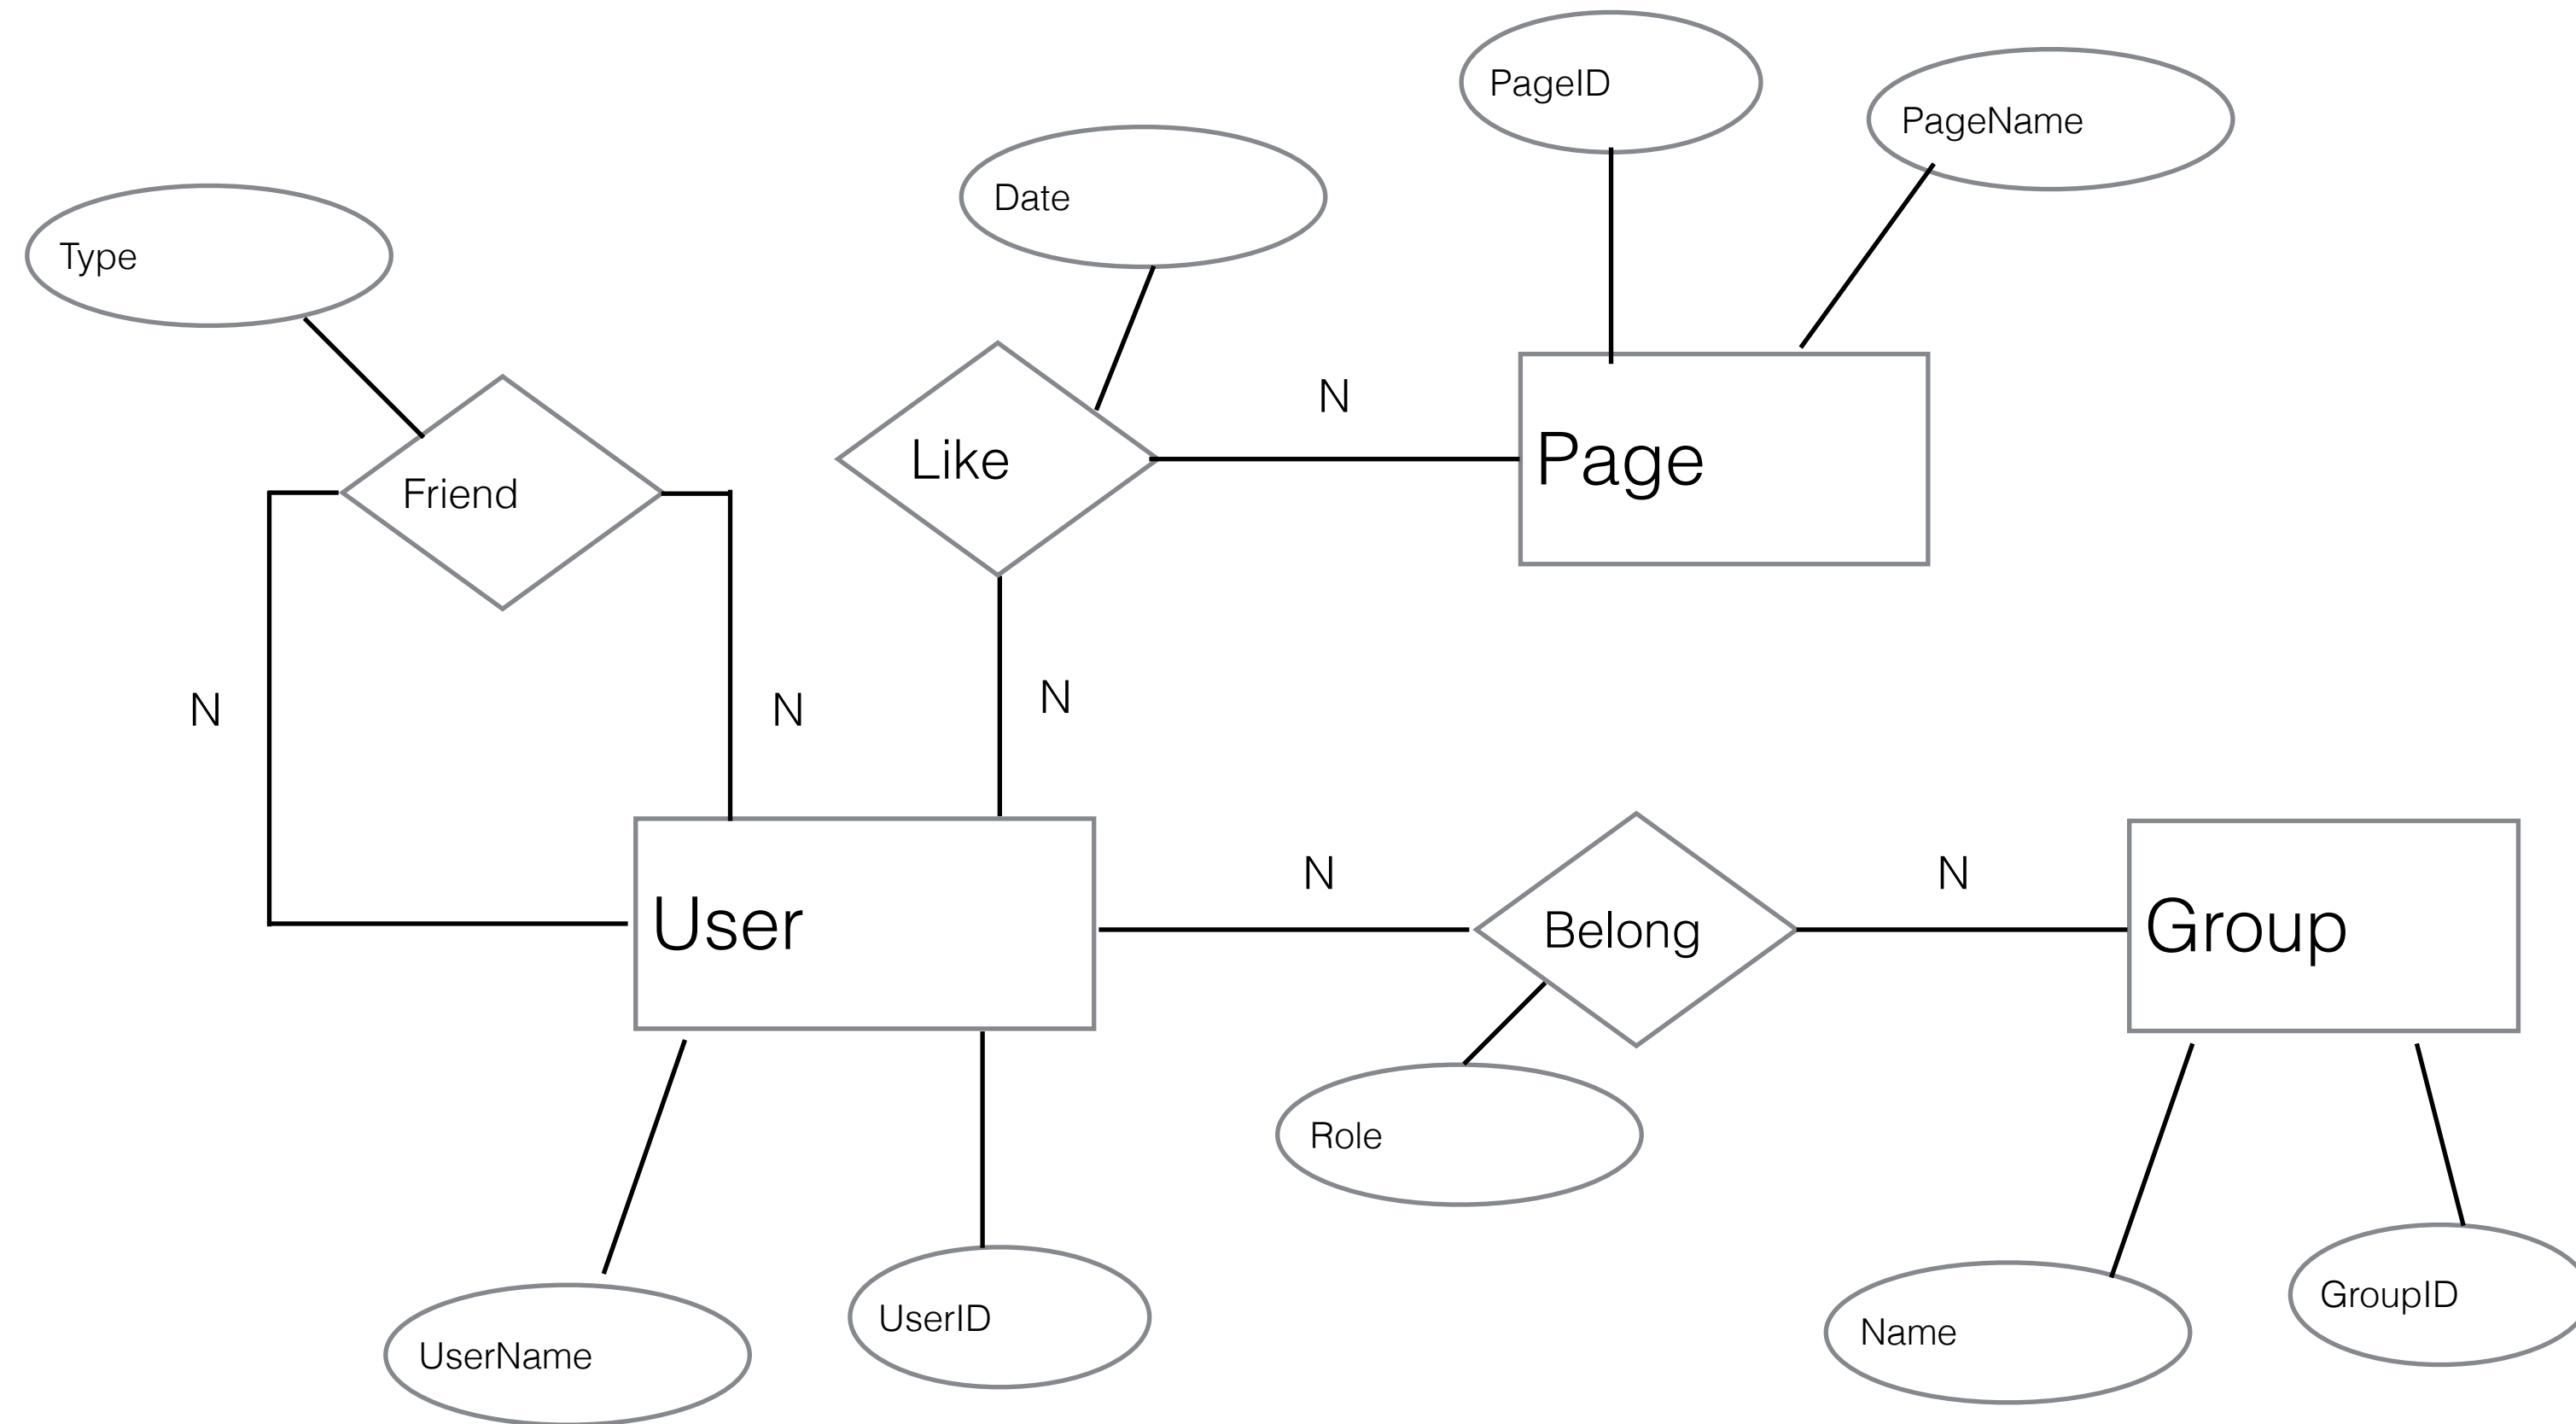 PageID
PageName
Date
Type
N
Like
Page
Friend
N
N
N
N
N
User
Belong
Group
Role
GroupID
UserID
Name
UserName